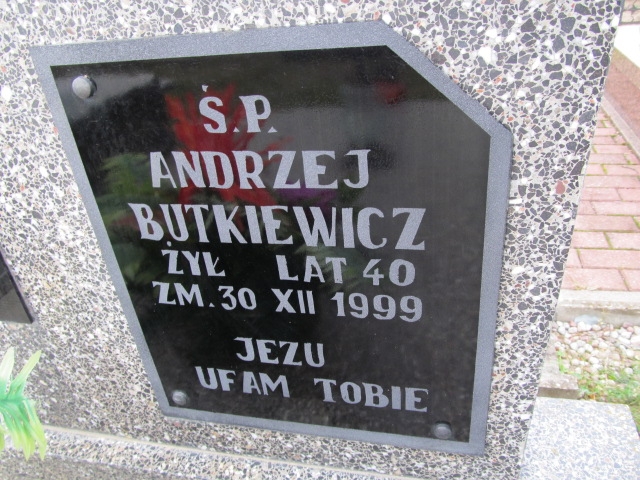 Ś.P.
ANDRZEJ
BUTKIEWICZ
ŻYŁ LAT 40
ZM. 30 XII 1999
JEZU
UFAM TOBIE